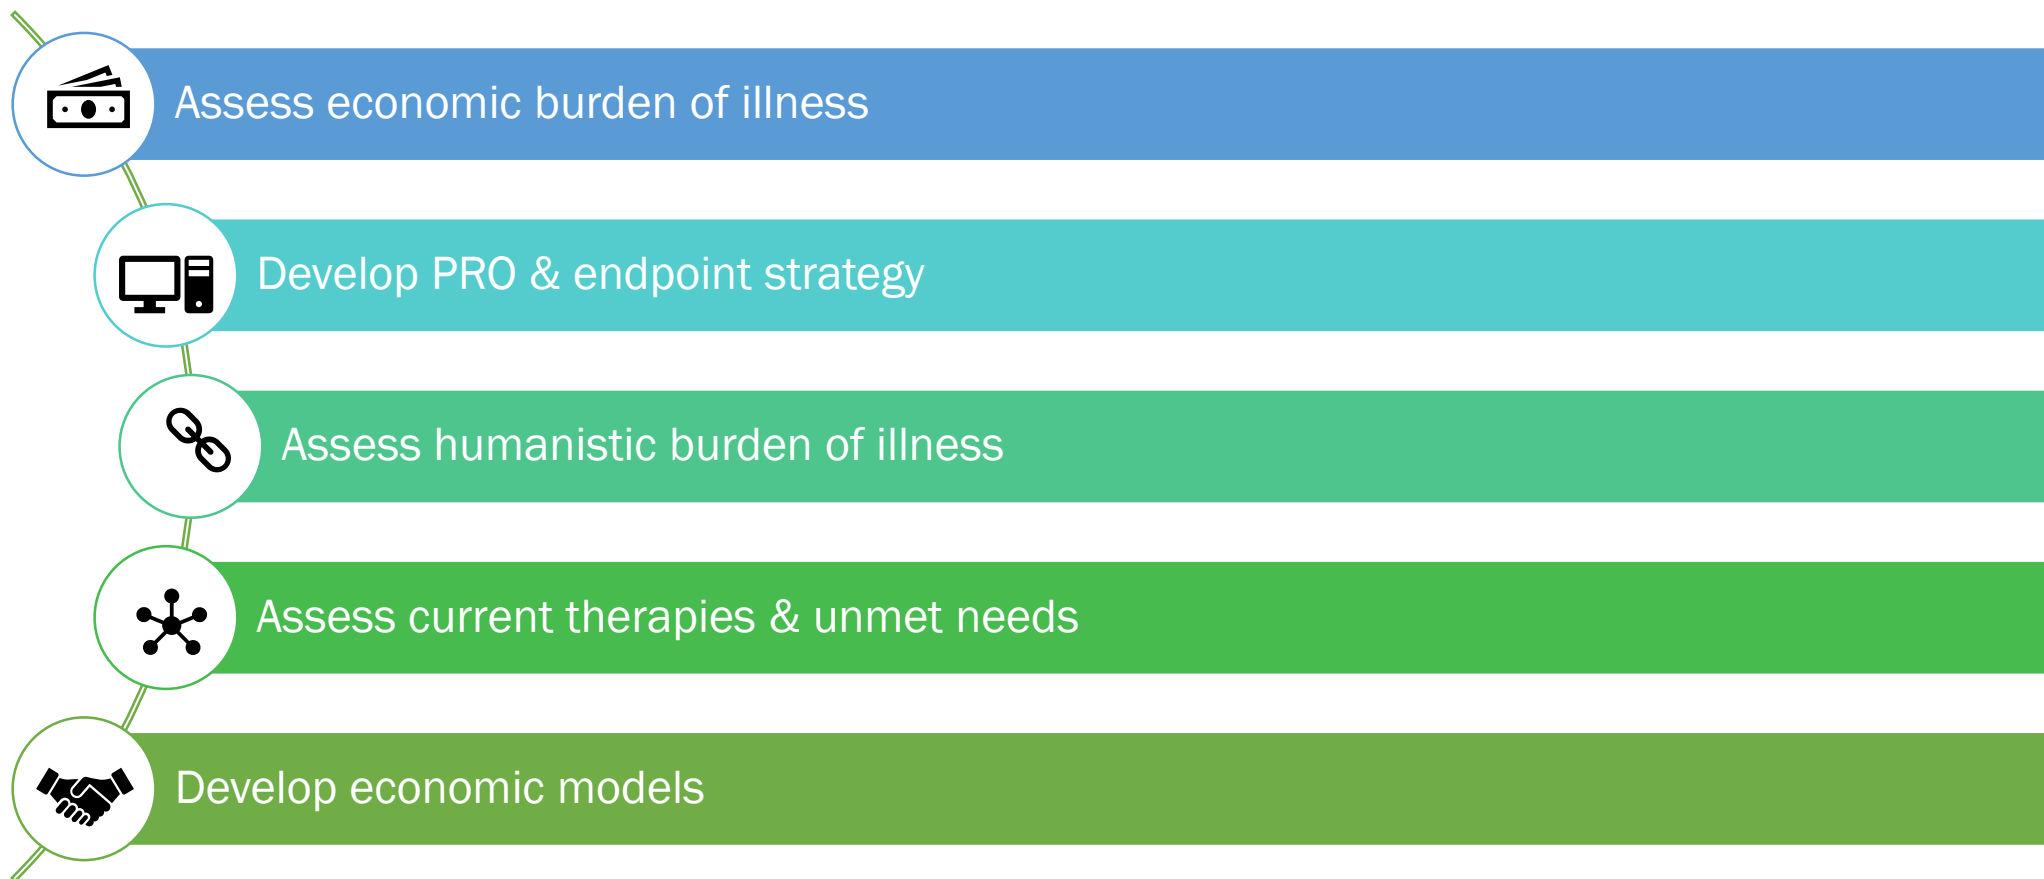 Assess economic burden of illness
Develop PRO & endpoint strategy
Assess humanistic burden of illness
Assess current therapies & unmet needs
Develop economic models